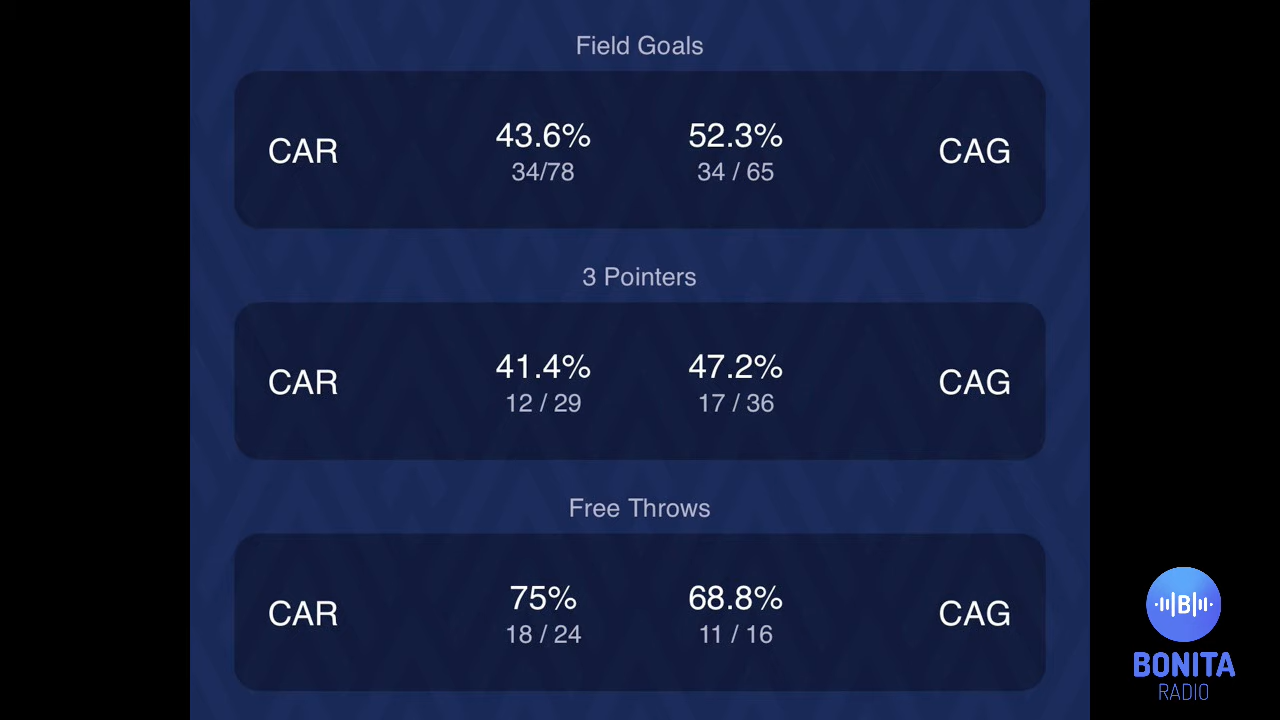 Field Goals
CAR 43.6% 52.3% CAG
34/78 34 / 65
3 Pointers
CAR 41.4% 47.2% CAG
12 / 29 17 / 36
Free Throws
CAR 75% 68.8% CAG
18 / 24 11 / 16
B
BONITA
RADIO